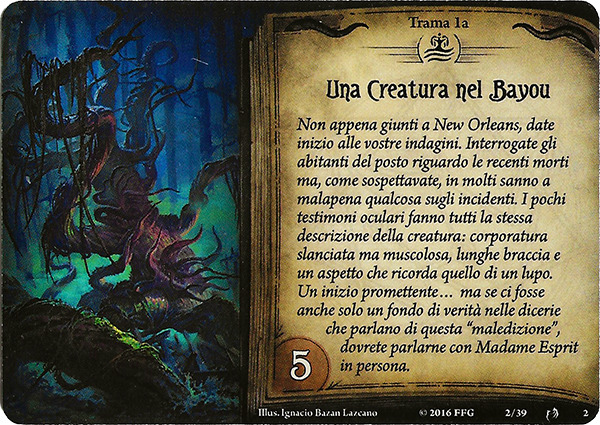 Trama 1a
Una Creatura nel Bayou
Non appena giunti a New Orleans, date
inizio alle vostre indagini. Interrogate gli
abitanti del posto riguardo le recenti morti
ma, come sospettavate, in molti sanno a
malapena qualcosa sugli incidenti. I pochi
testimoni oculari fanno tutti la stessa
descrizione della creatura: corporatura
slanciata ma muscolosa, lunghe braccia e
un aspetto che ricorda quello di un lupo.
Un inizio promettente… ma se ci fosse
anche solo un fondo di verità nelle dicerie
che parlano di questa “maledizione”,
dovrete parlarne con Madame Esprit
in persona.
5
Illus. Ignacio Bazan Lazcano
© 2016 FFG
2/39
2